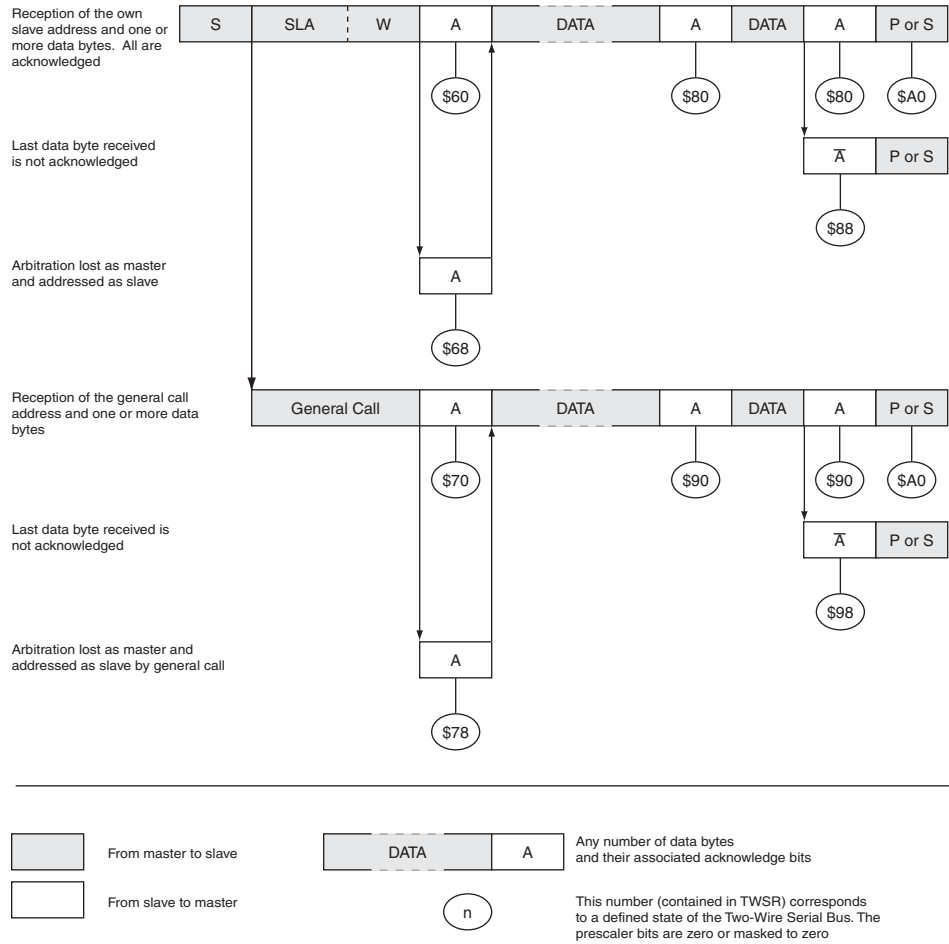 Reception of the own
slave address and one or
more data bytes.  All are
acknowledged
S SLA W A DATA A DATA A P or S
$60 $80 $80 $A0
Last data byte received
is not acknowledged
A̅ P or S
$88
Arbitration lost as master
and addressed as slave
A
$68
Reception of the general call
address and one or more data
bytes
General Call A DATA A DATA A P or S
$70 $90 $90 $A0
Last data byte received is
not acknowledged
A̅ P or S
$98
Arbitration lost as master and
addressed as slave by general call
A
$78
From master to slave
DATA A
Any number of data bytes
and their associated acknowledge bits
From slave to master
n
This number (contained in TWSR) corresponds
to a defined state of the Two-Wire Serial Bus. The
prescaler bits are zero or masked to zero